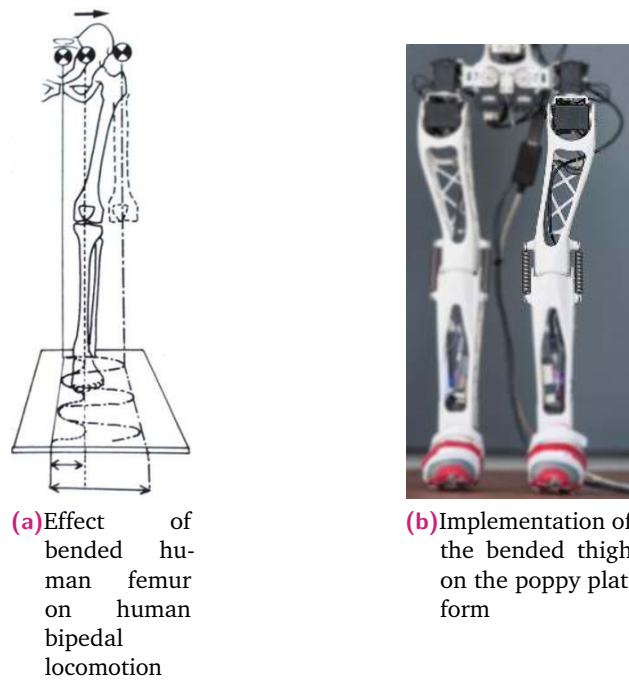 (a)Effect of
bended hu-
man femur
on human
bipedal
locomotion
(b)Implementation of
the bended thigh
on the poppy plat
form